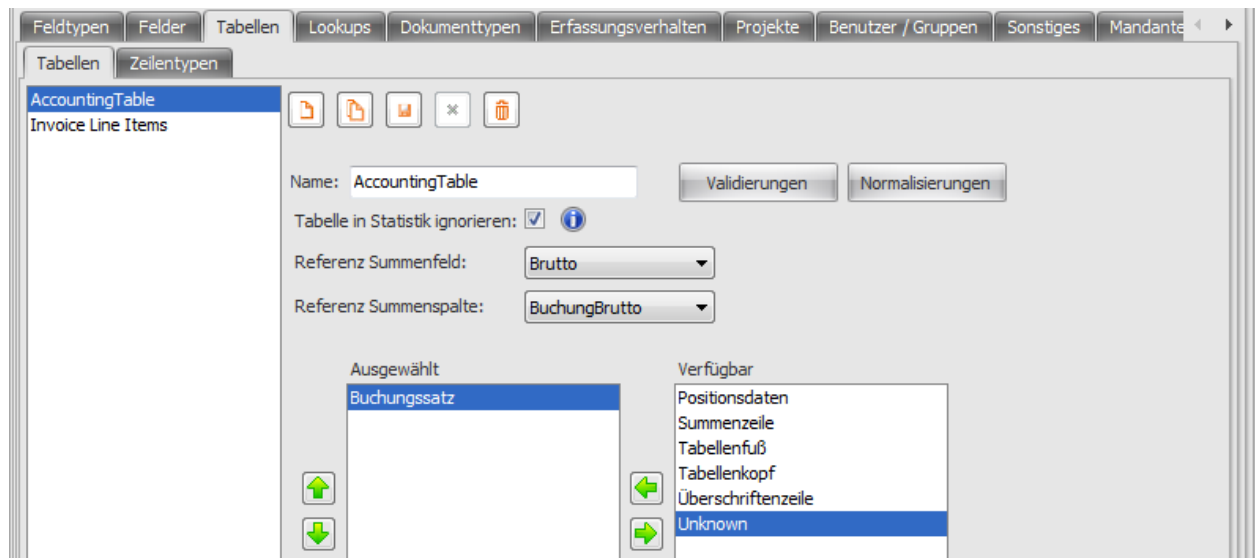 Feldtypen Felder Tabellen Lookups Dokumenttypen Erfassungsverhalten Projekte Benutzer / Gruppen Sonstiges Mandante
Tabellen Zeilentypen
AccountingTable
Invoice Line Items
Name: AccountingTable Validierungen Normalisierungen
Tabelle in Statistik ignorieren:
Referenz Summenfeld: Brutto
Referenz Summenspalte: BuchungBrutto
Ausgewählt Verfügbar
Buchungssatz Positionsdaten
Summenzeile
Tabellenfuß
Tabellenkopf
Überschriftenzeile
Unknown